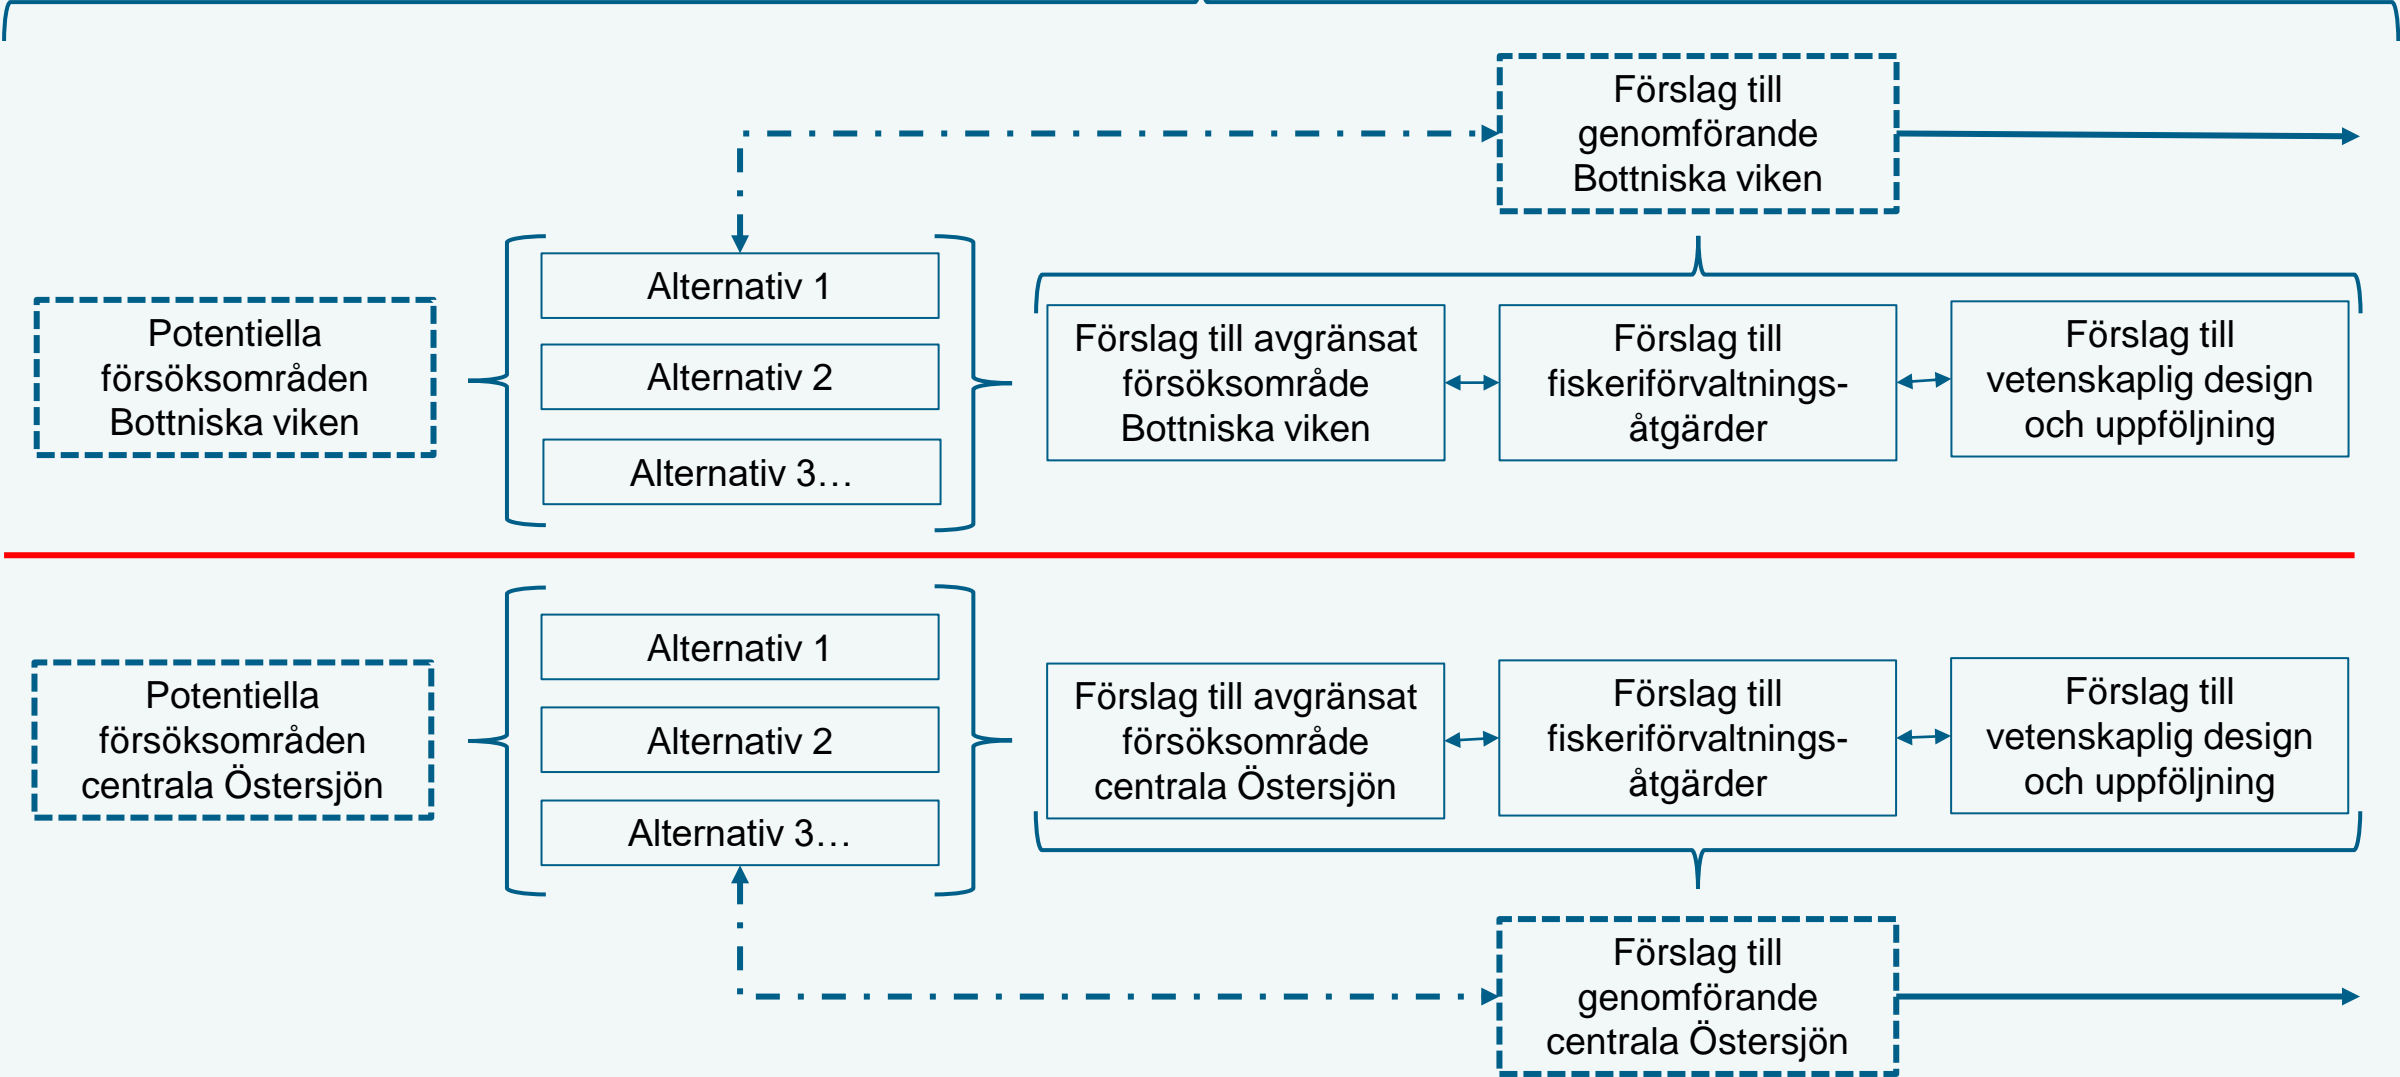 Förslag till
genomförande
Bottniska viken
Potentiella
försöksområden
Bottniska viken
Alternativ 1
Alternativ 2
Alternativ 3…
Förslag till avgränsat
försöksområde
Bottniska viken
Förslag till
fiskeriförvaltnings-
åtgärder
Förslag till
vetenskaplig design
och uppföljning
Potentiella
försöksområden
centrala Östersjön
Alternativ 1
Alternativ 2
Alternativ 3…
Förslag till avgränsat
försöksområde
centrala Östersjön
Förslag till
fiskeriförvaltnings-
åtgärder
Förslag till
vetenskaplig design
och uppföljning
Förslag till
genomförande
centrala Östersjön